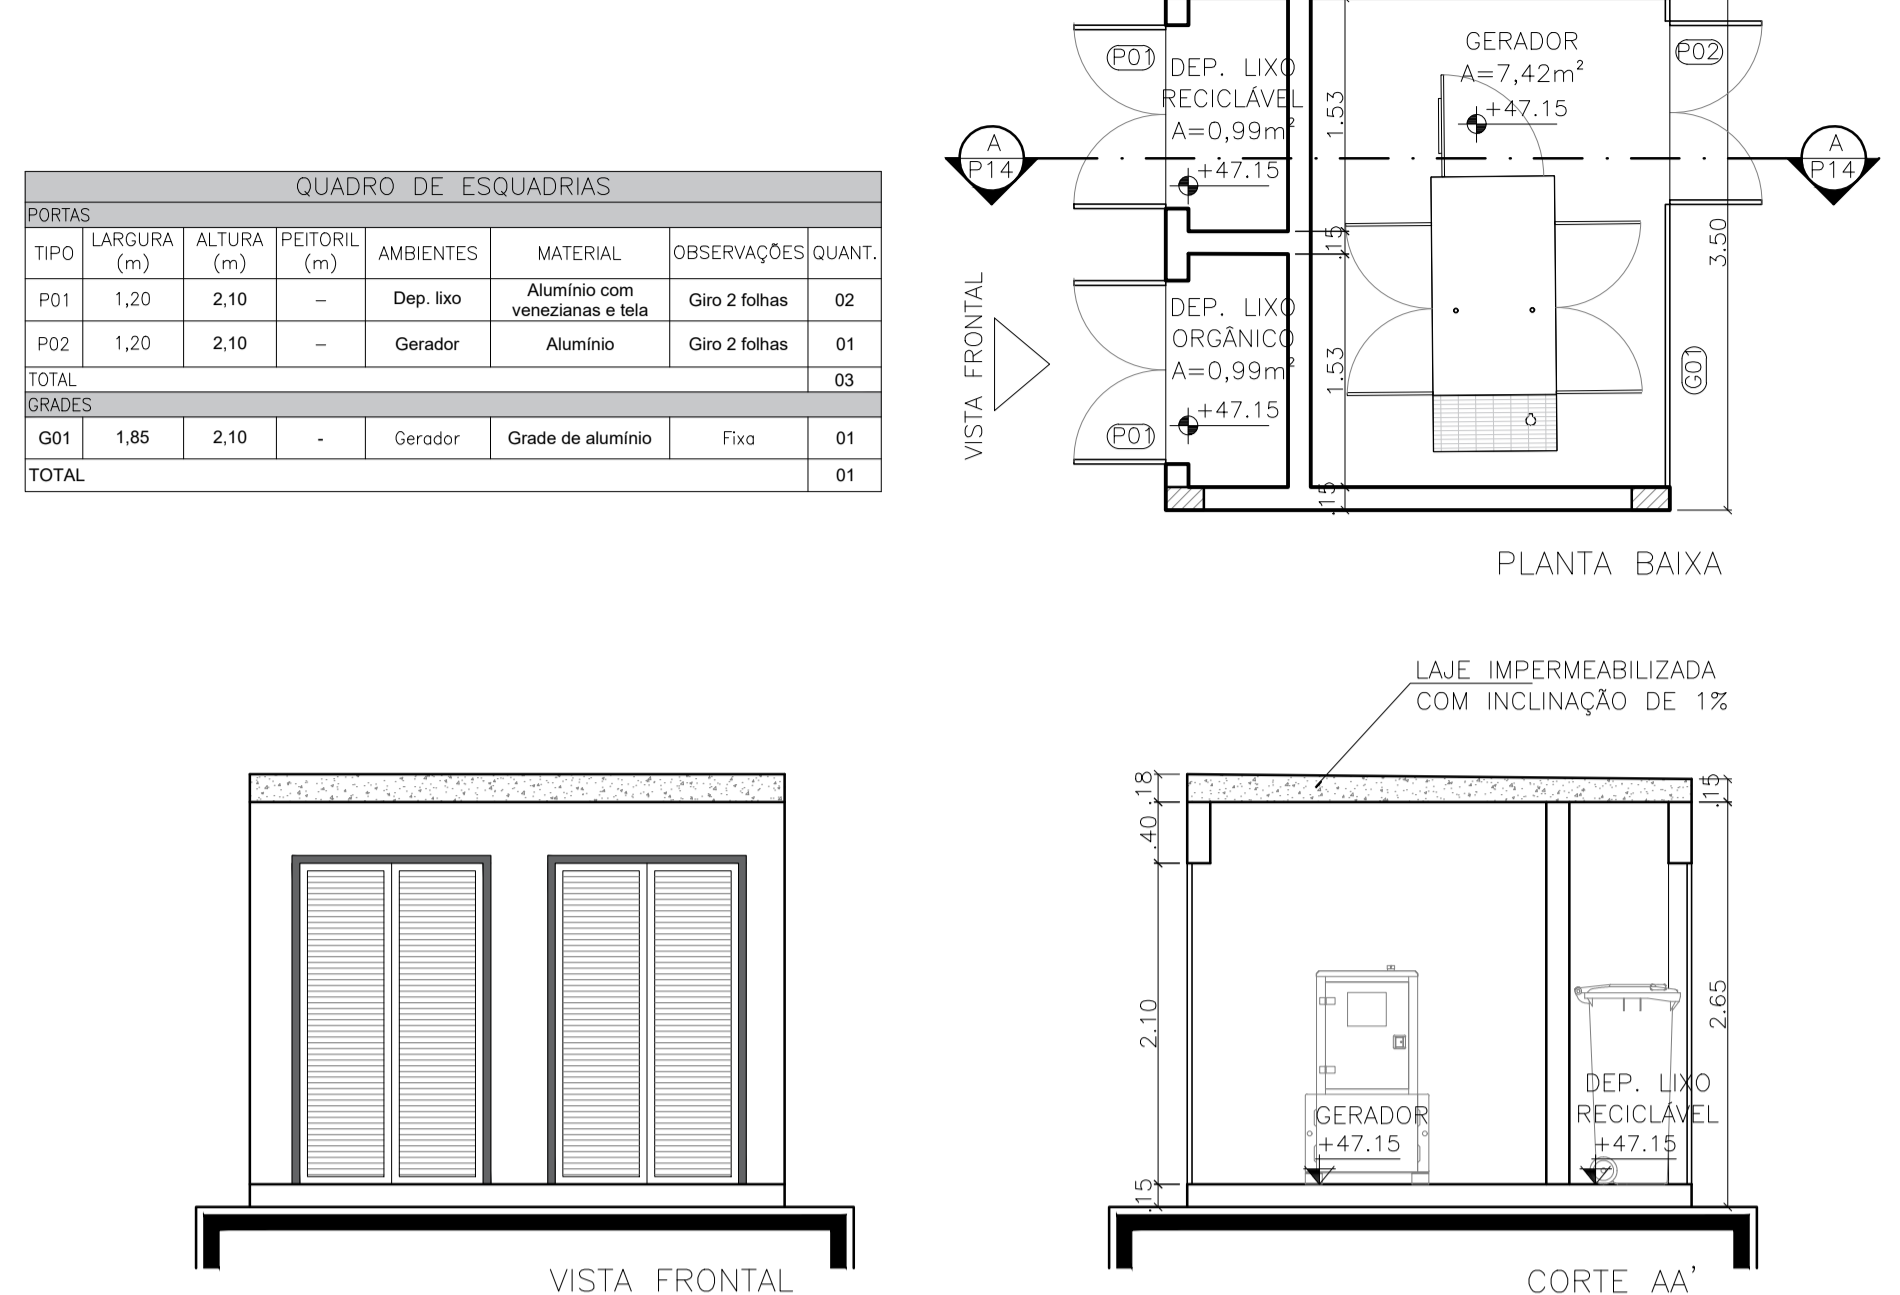 QUADRO DE ESQUADRIAS
PORTAS
TIPO LARGURA (m) ALTURA (m) PEITORIL (m) AMBIENTES MATERIAL OBSERVAÇÕES QUANT.
P01 1,20 2,10 – Dep. lixo Alumínio com venezianas e tela Giro 2 folhas 02
P02 1,20 2,10 – Gerador Alumínio Giro 2 folhas 01
TOTAL 03
GRADES
G01 1,85 2,10 - Gerador Grade de alumínio Fixa 01
TOTAL 01
P01
DEP. LIXO
RECICLÁVEL
A=0,99m²
+47.15
GERADOR
A=7,42m²
+47.15
P02
A
P14
A
P14
1.53
.15
1.53
.15
3.50
VISTA FRONTAL
DEP. LIXO
ORGÂNICO
A=0,99m²
+47.15
P01
G01
PLANTA BAIXA
LAJE IMPERMEABILIZADA
COM INCLINAÇÃO DE 1%
.18
.40
2.10
.15
.15
2.65
GERADOR
+47.15
DEP. LIXO
RECICLÁVEL
+47.15
VISTA FRONTAL
CORTE AA'